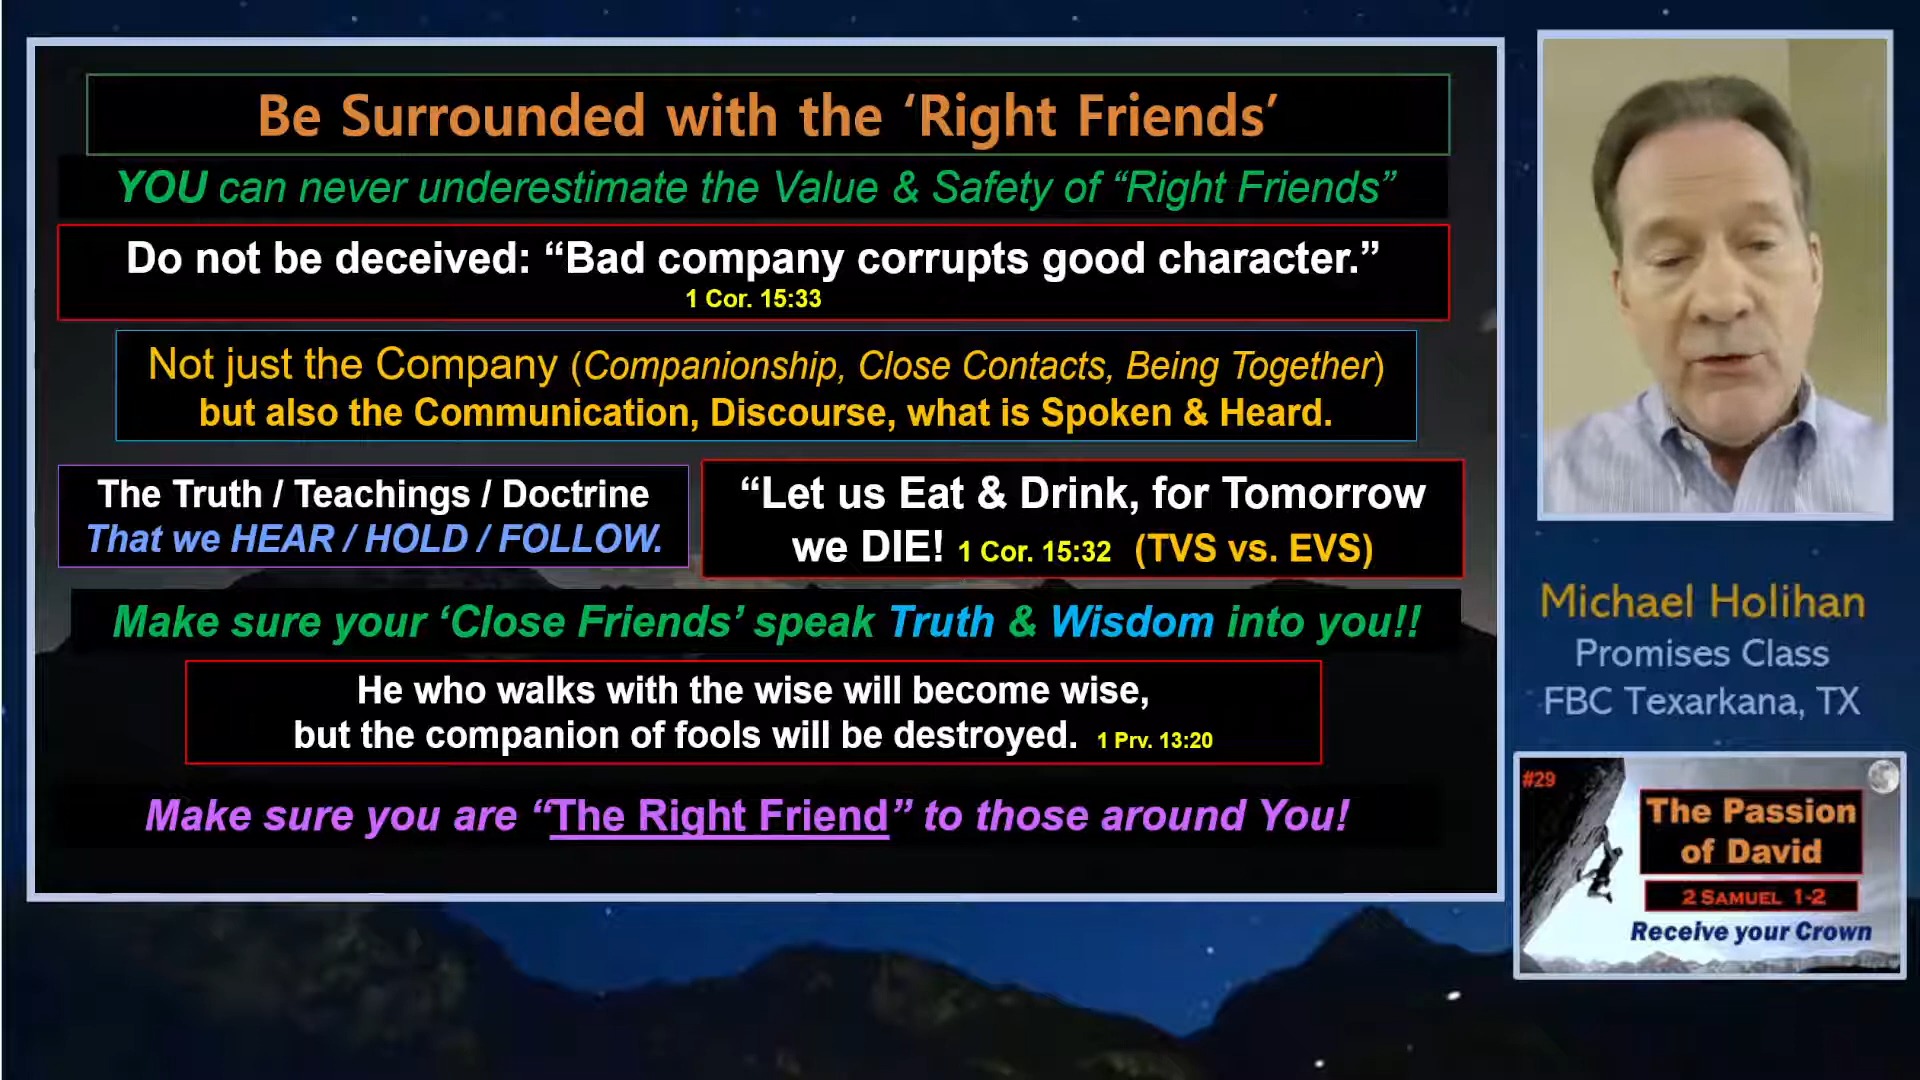 Be Surrounded with the ‘Right Friends’
YOU can never underestimate the Value & Safety of “Right Friends”
Do not be deceived: “Bad company corrupts good character.”
1 Cor. 15:33
Not just the Company (Companionship, Close Contacts, Being Together)
but also the Communication, Discourse, what is Spoken & Heard.
The Truth / Teachings / Doctrine
That we HEAR / HOLD / FOLLOW.
“Let us Eat & Drink, for Tomorrow
we DIE! 1 Cor. 15:32 (TVS vs. EVS)
Make sure your ‘Close Friends’ speak Truth & Wisdom into you!!
He who walks with the wise will become wise,
but the companion of fools will be destroyed. 1 Prv. 13:20
Make sure you are “The Right Friend” to those around You!
Michael Holihan
Promises Class
FBC Texarkana, TX
#29
The Passion
of David
2 SAMUEL 1-2
Receive your Crown